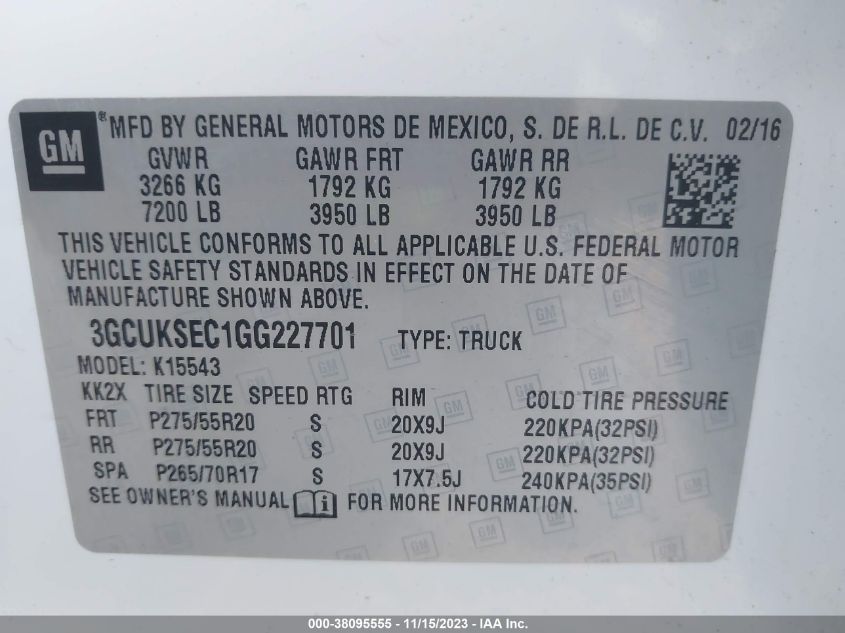 GM ® MFD BY GENERAL MOTORS DE MEXICO, S. DE R.L. DE C.V. 02/16
GVWR GAWR FRT GAWR RR
3266 KG 1792 KG 1792 KG
7200 LB 3950 LB 3950 LB
THIS VEHICLE CONFORMS TO ALL APPLICABLE U.S. FEDERAL MOTOR
VEHICLE SAFETY STANDARDS IN EFFECT ON THE DATE OF
MANUFACTURE SHOWN ABOVE.
3GCUKSEC1GG227701 TYPE: TRUCK
MODEL: K15543
KK2X TIRE SIZE SPEED RTG RIM COLD TIRE PRESSURE
FRT P275/55R20 S 20X9J 220KPA(32PSI)
RR P275/55R20 S 20X9J 220KPA(32PSI)
SPA P265/70R17 S 17X7.5J 240KPA(35PSI)
SEE OWNER'S MANUAL i FOR MORE INFORMATION.
000-38095555 - 11/15/2023 - IAA Inc.